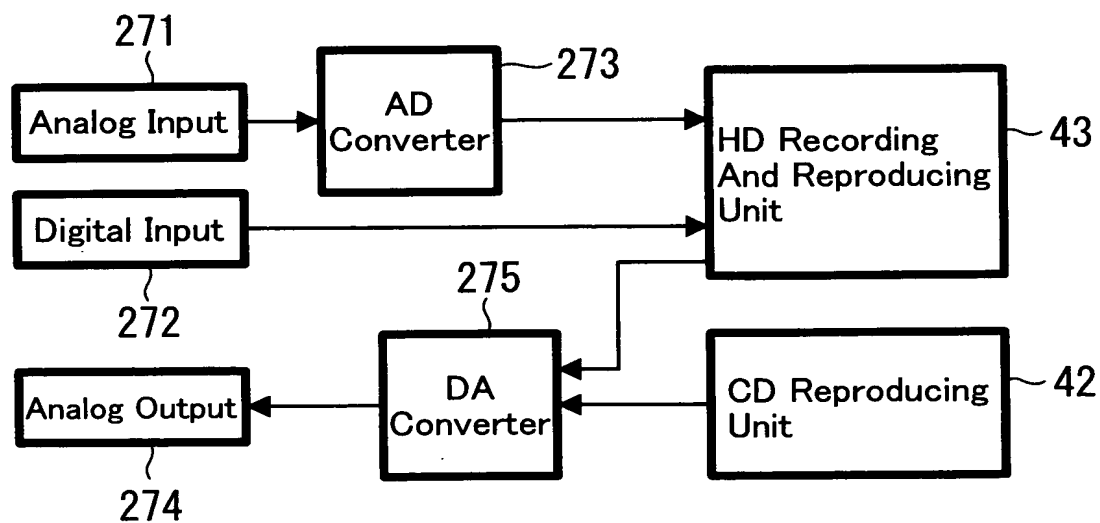 271
Analog Input
AD
Converter
273
HD Recording
And Reproducing
Unit
43
Digital Input
272
275
DA
Converter
Analog Output
274
CD Reproducing
Unit
42